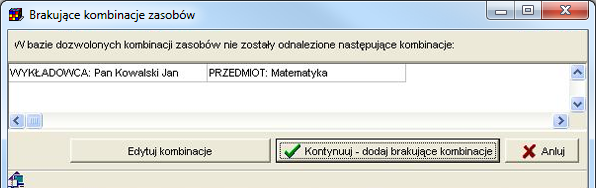 Brakujące kombinacje zasobów
W bazie dozwolonych kombinacji zasobów nie zostały odnalezione następujące kombinacje:
WYKŁADOWCA: Pan Kowalski Jan PRZEDMIOT: Matematyka
Edytuj kombinacje Kontynuuj - dodaj brakujące kombinacje Anluj